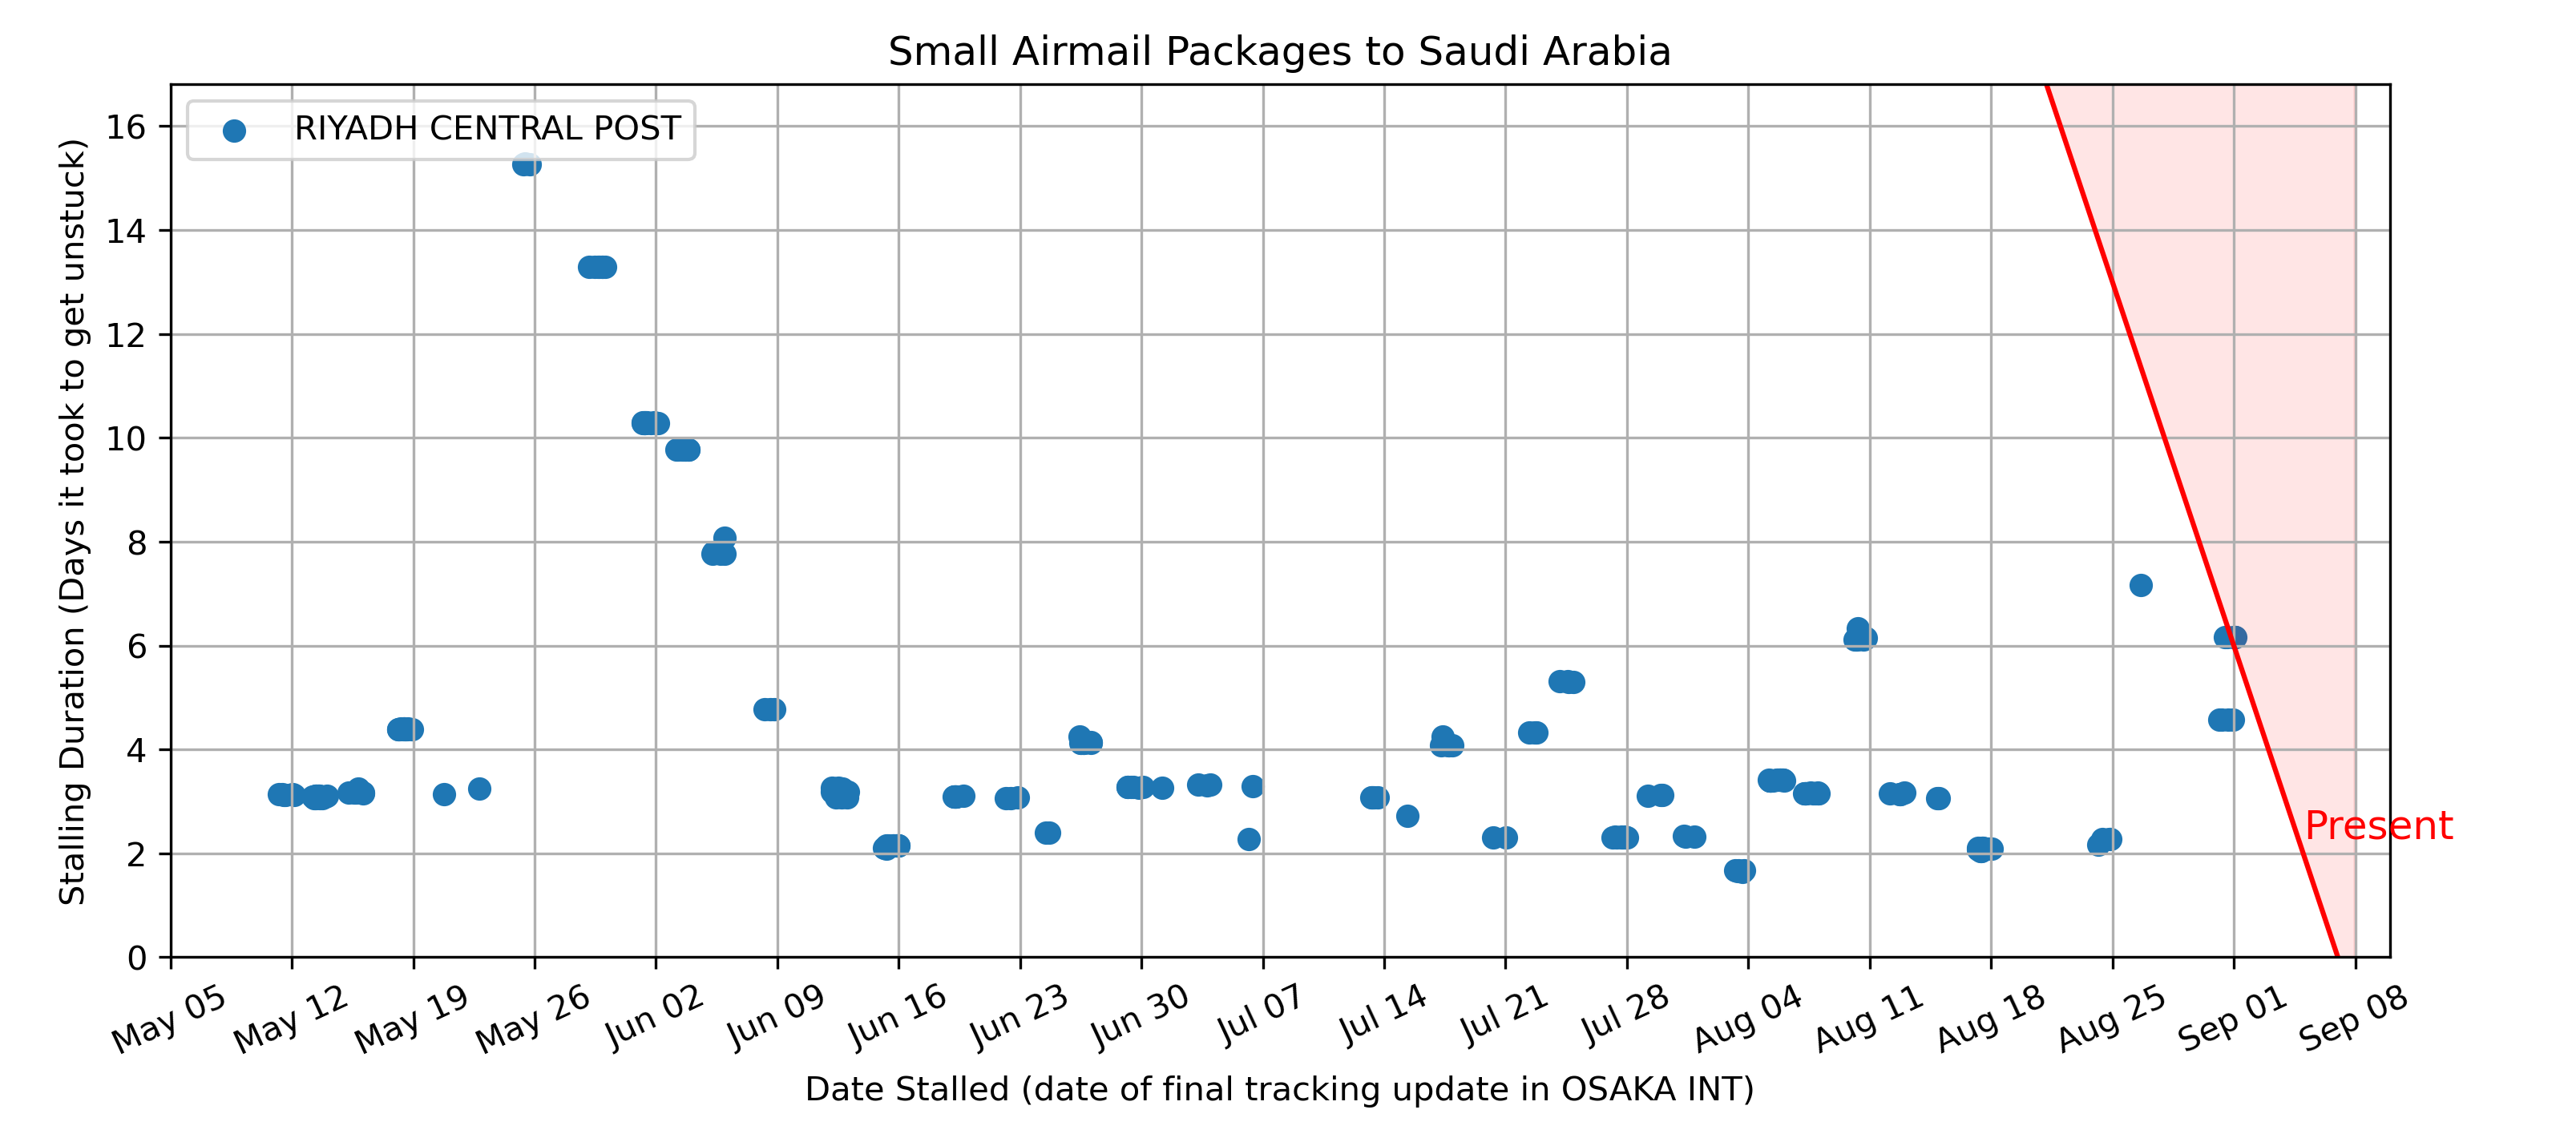 Small Airmail Packages to Saudi Arabia
RIYADH CENTRAL POST
Stalling Duration (Days it took to get unstuck)
16
14
12
10
8
6
4
2
0
Present
May 05
May 12
May 19
May 26
Jun 02
Jun 09
Jun 16
Jun 23
Jun 30
Jul 07
Jul 14
Jul 21
Jul 28
Aug 04
Aug 11
Aug 18
Aug 25
Sep 01
Sep 08
Date Stalled (date of final tracking update in OSAKA INT)